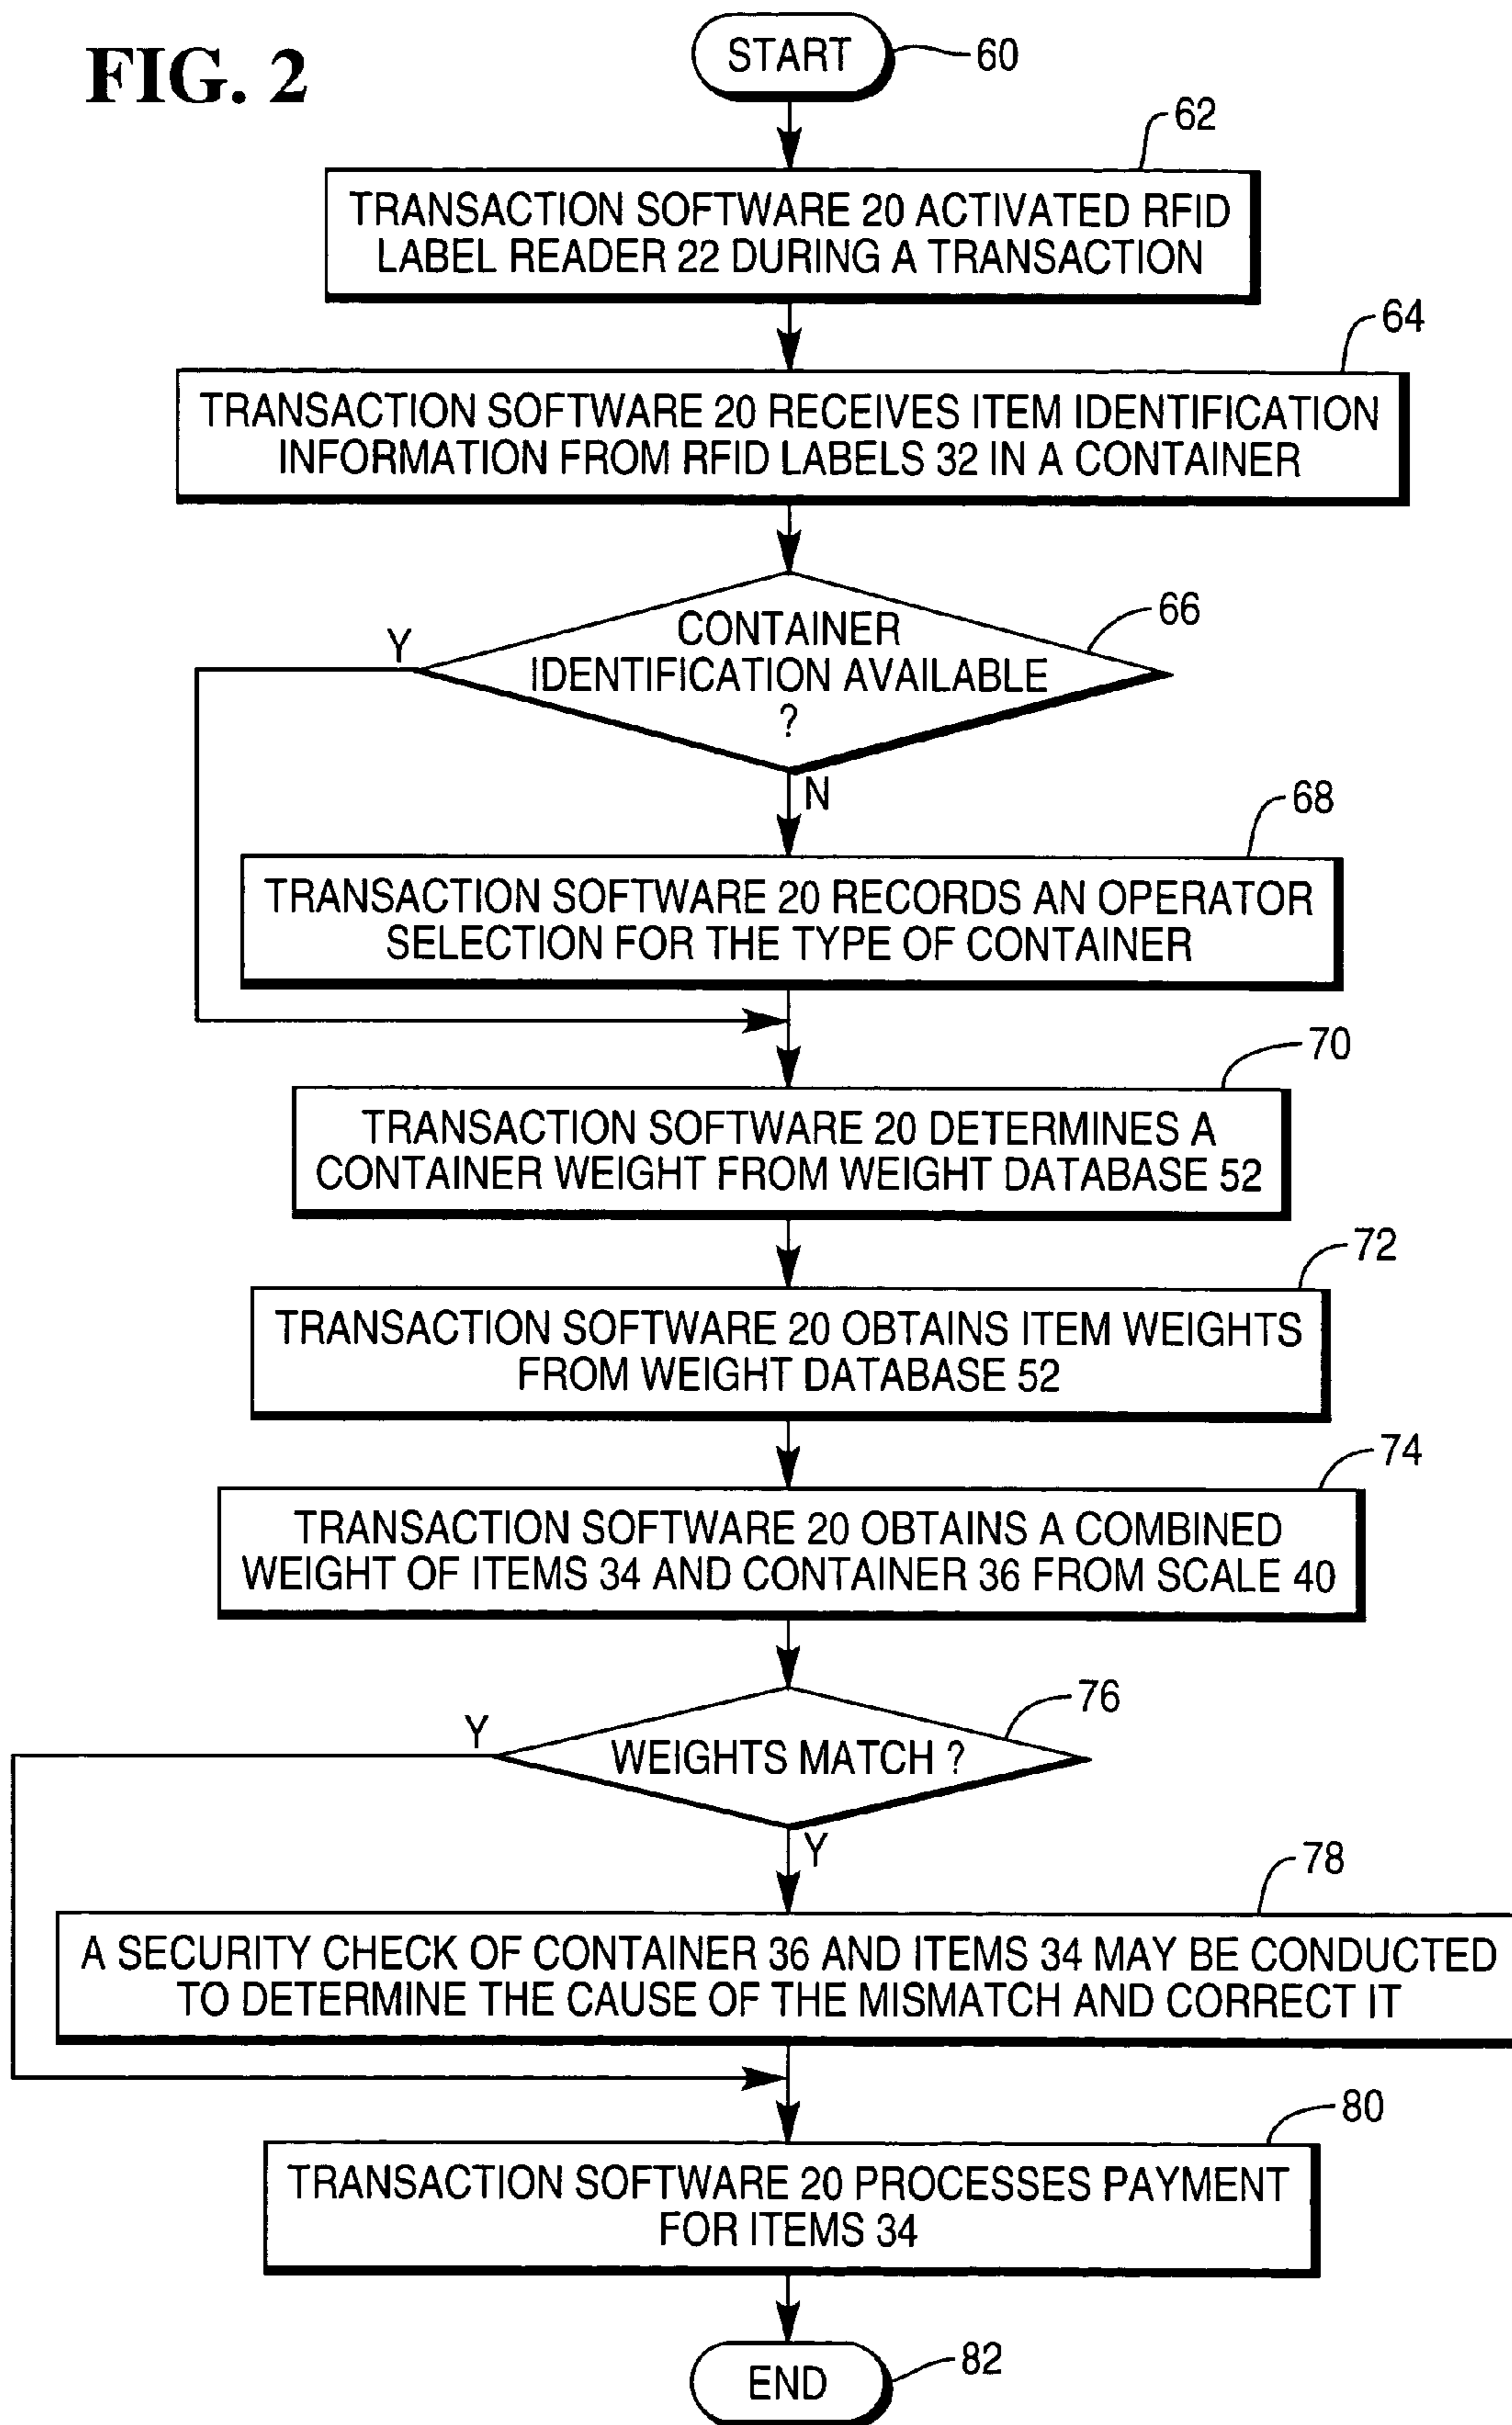 FIG. 2
START
60
62
TRANSACTION SOFTWARE 20 ACTIVATED RFID
LABEL READER 22 DURING A TRANSACTION
64
TRANSACTION SOFTWARE 20 RECEIVES ITEM IDENTIFICATION
INFORMATION FROM RFID LABELS 32 IN A CONTAINER
66
Y
CONTAINER
IDENTIFICATION AVAILABLE
?
N
68
TRANSACTION SOFTWARE 20 RECORDS AN OPERATOR
SELECTION FOR THE TYPE OF CONTAINER
70
TRANSACTION SOFTWARE 20 DETERMINES A
CONTAINER WEIGHT FROM WEIGHT DATABASE 52
72
TRANSACTION SOFTWARE 20 OBTAINS ITEM WEIGHTS
FROM WEIGHT DATABASE 52
74
TRANSACTION SOFTWARE 20 OBTAINS A COMBINED
WEIGHT OF ITEMS 34 AND CONTAINER 36 FROM SCALE 40
76
Y
WEIGHTS MATCH ?
Y
78
A SECURITY CHECK OF CONTAINER 36 AND ITEMS 34 MAY BE CONDUCTED
TO DETERMINE THE CAUSE OF THE MISMATCH AND CORRECT IT
80
TRANSACTION SOFTWARE 20 PROCESSES PAYMENT
FOR ITEMS 34
END
82